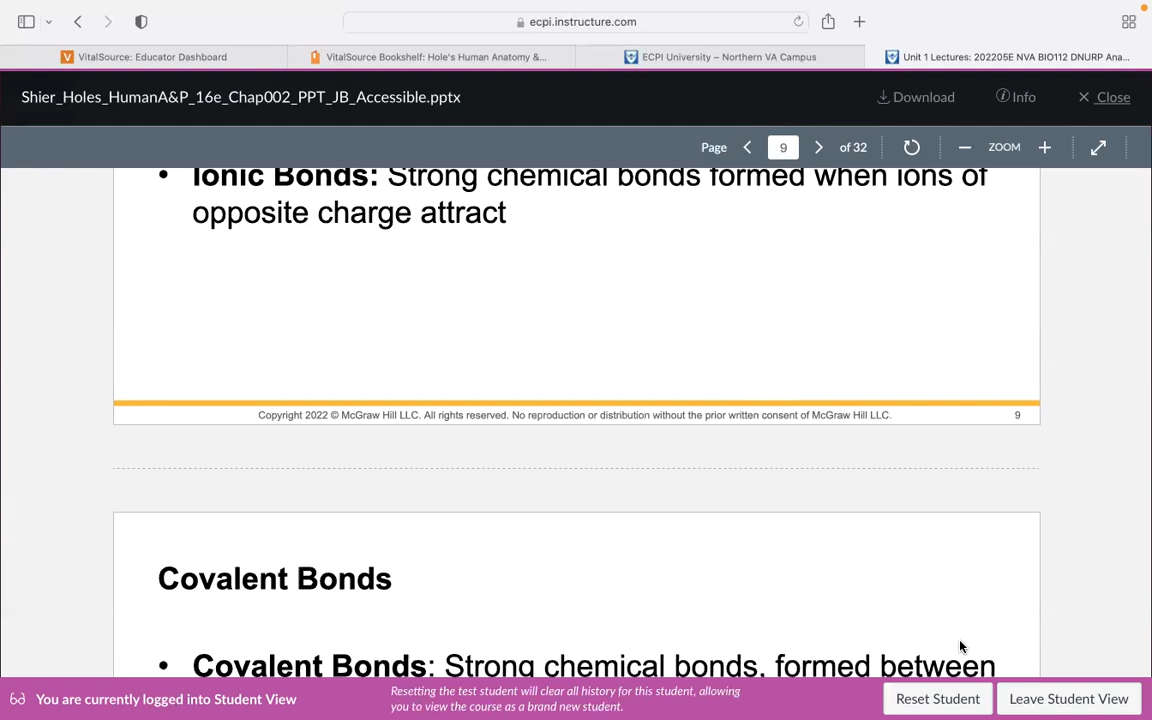 ecpi.instructure.com
VitalSource: Educator Dashboard
VitalSource Bookshelf: Hole's Human Anatomy &...
ECPI University – Northern VA Campus
Unit 1 Lectures: 202205E NVA BIO112 DNURP Ana...
Shier_Holes_HumanA&P_16e_Chap002_PPT_JB_Accessible.pptx
Download
Info
Close
Page 9 of 32
ZOOM
• Ionic Bonds: Strong chemical bonds formed when ions of
opposite charge attract
Copyright 2022 © McGraw Hill LLC. All rights reserved. No reproduction or distribution without the prior written consent of McGraw Hill LLC.
9
Covalent Bonds
• Covalent Bonds: Strong chemical bonds, formed between
You are currently logged into Student View
Resetting the test student will clear all history for this student, allowing
you to view the course as a brand new student.
Reset Student
Leave Student View